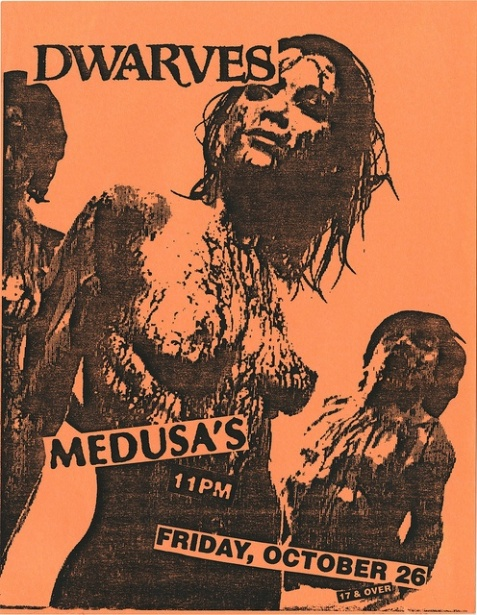 DWARVES
MEDUSA'S
11PM
FRIDAY, OCTOBER 26
17 & OVER